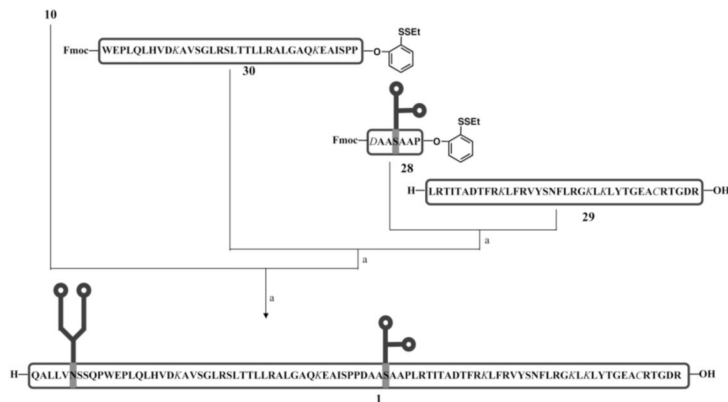 10
SSEt
Fmoc WEPLQLHVDKAVSGLRSLTTLLRALGAQKEAISPP O
30
SSEt
Fmoc DAASAAP O
28
H LRTITADTFRKLFRVYSNFLRGKLKLYTGEACRTGDR OH
29
a
a
a
H QALLVNSSQPWEPLQLHVDKAVSGLRSLTTLLRALGAQKEAISPPDAASAAPLRTITADTFRKLFRVYSNFLRGKLKLYTGEACRTGDR OH
1